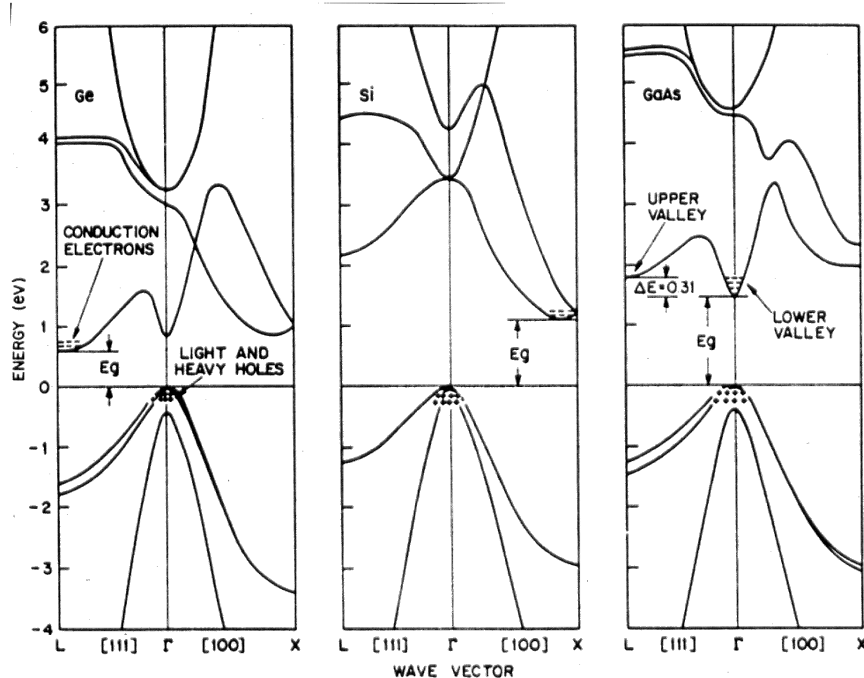 6
5
4
3
2
1
0
-1
-2
-3
-4
ENERGY (eV)
Ge
CONDUCTION
ELECTRONS
Eg
LIGHT AND
HEAVY HOLES
L [111] Γ [100] X
Si
Eg
L [111] Γ [100] X
GaAs
UPPER
VALLEY
ΔE=0.31
LOWER
VALLEY
Eg
L [111] Γ [100] X
WAVE VECTOR